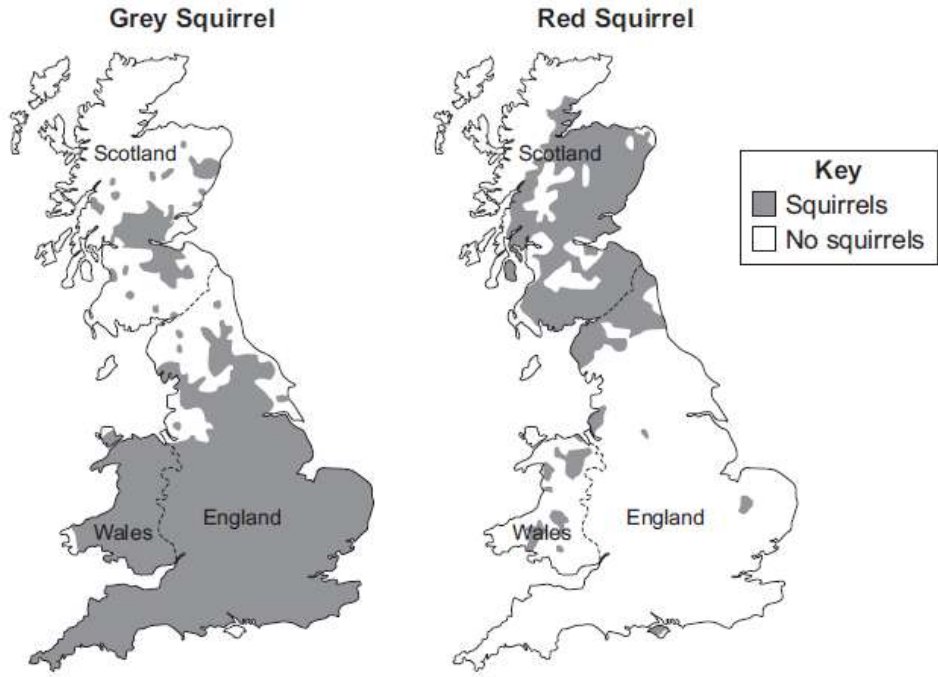 Grey Squirrel
Red Squirrel
Scotland
Scotland
Key
Squirrels
No squirrels
England
Wales
England
Wales